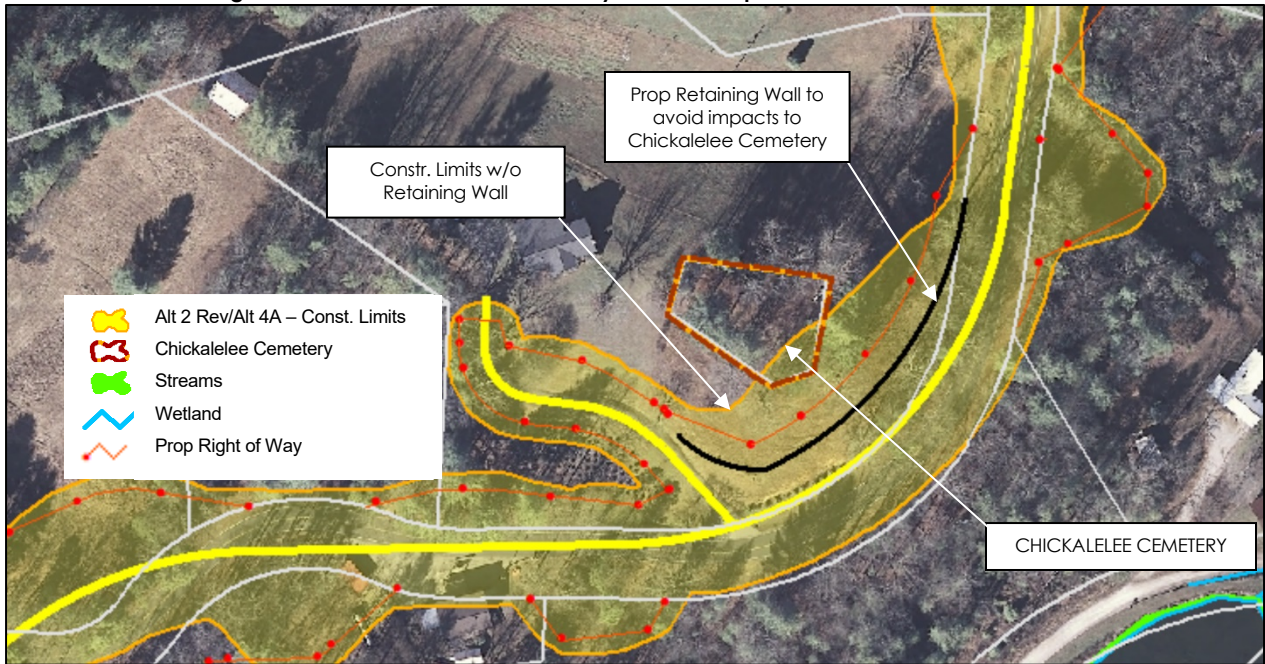 Prop Retaining Wall to
avoid impacts to
Chickalelee Cemetery
Constr. Limits w/o
Retaining Wall
Alt 2 Rev/Alt 4A – Const. Limits
Chickalelee Cemetery
Streams
Wetland
Prop Right of Way
CHICKALELEE CEMETERY